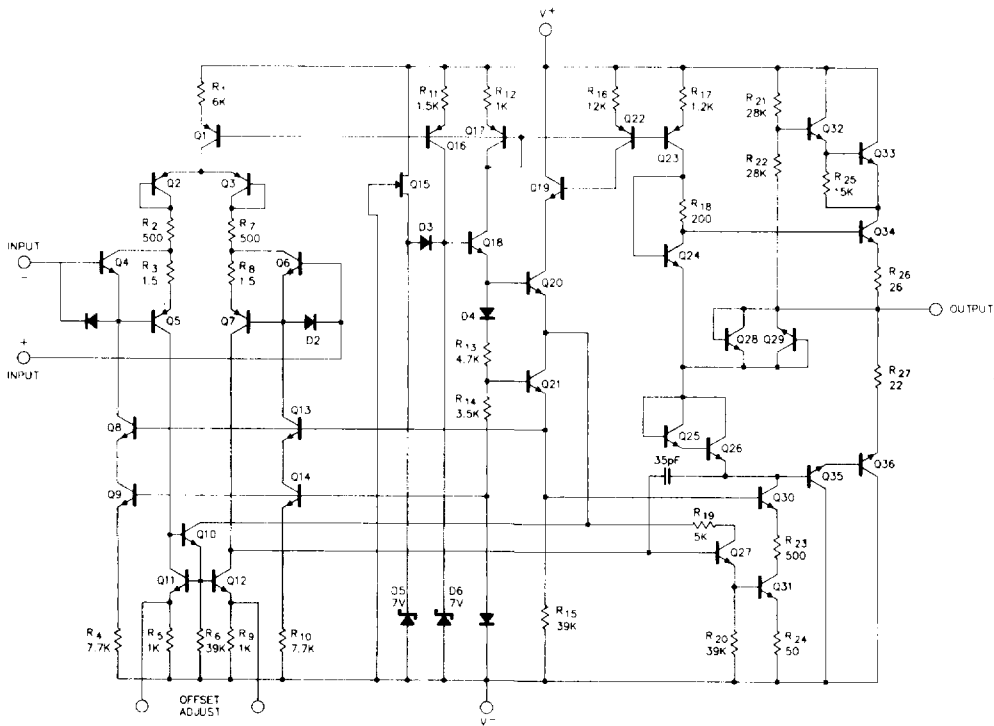 V+
R1
6K
R11
1.5K
R12
1K
R16
12K
R17
1.2K
R21
28K
Q1
Q16
Q17
Q22
Q23
Q32
Q33
Q2
Q3
Q15
D19
R22
28K
R25
15K
R2
500
R7
500
R18
200
D3
Q18
Q34
INPUT
−
Q4
R3
1.5
R8
1.5
Q6
Q24
R26
26
Q20
Q5
Q7
D2
D4
OUTPUT
+
INPUT
R13
4.7K
Q28
Q29
Q21
R27
22
R14
3.5K
Q8
Q13
Q25
Q26
35pF
Q9
Q14
Q35
Q36
Q30
Q10
R19
5K
Q27
R23
500
Q11
Q12
Q31
D5
7V
D6
7V
R4
7.7K
R5
1K
R6
39K
R9
1K
R10
7.7K
R15
39K
R20
39K
R24
50
OFFSET
ADJUST
V−